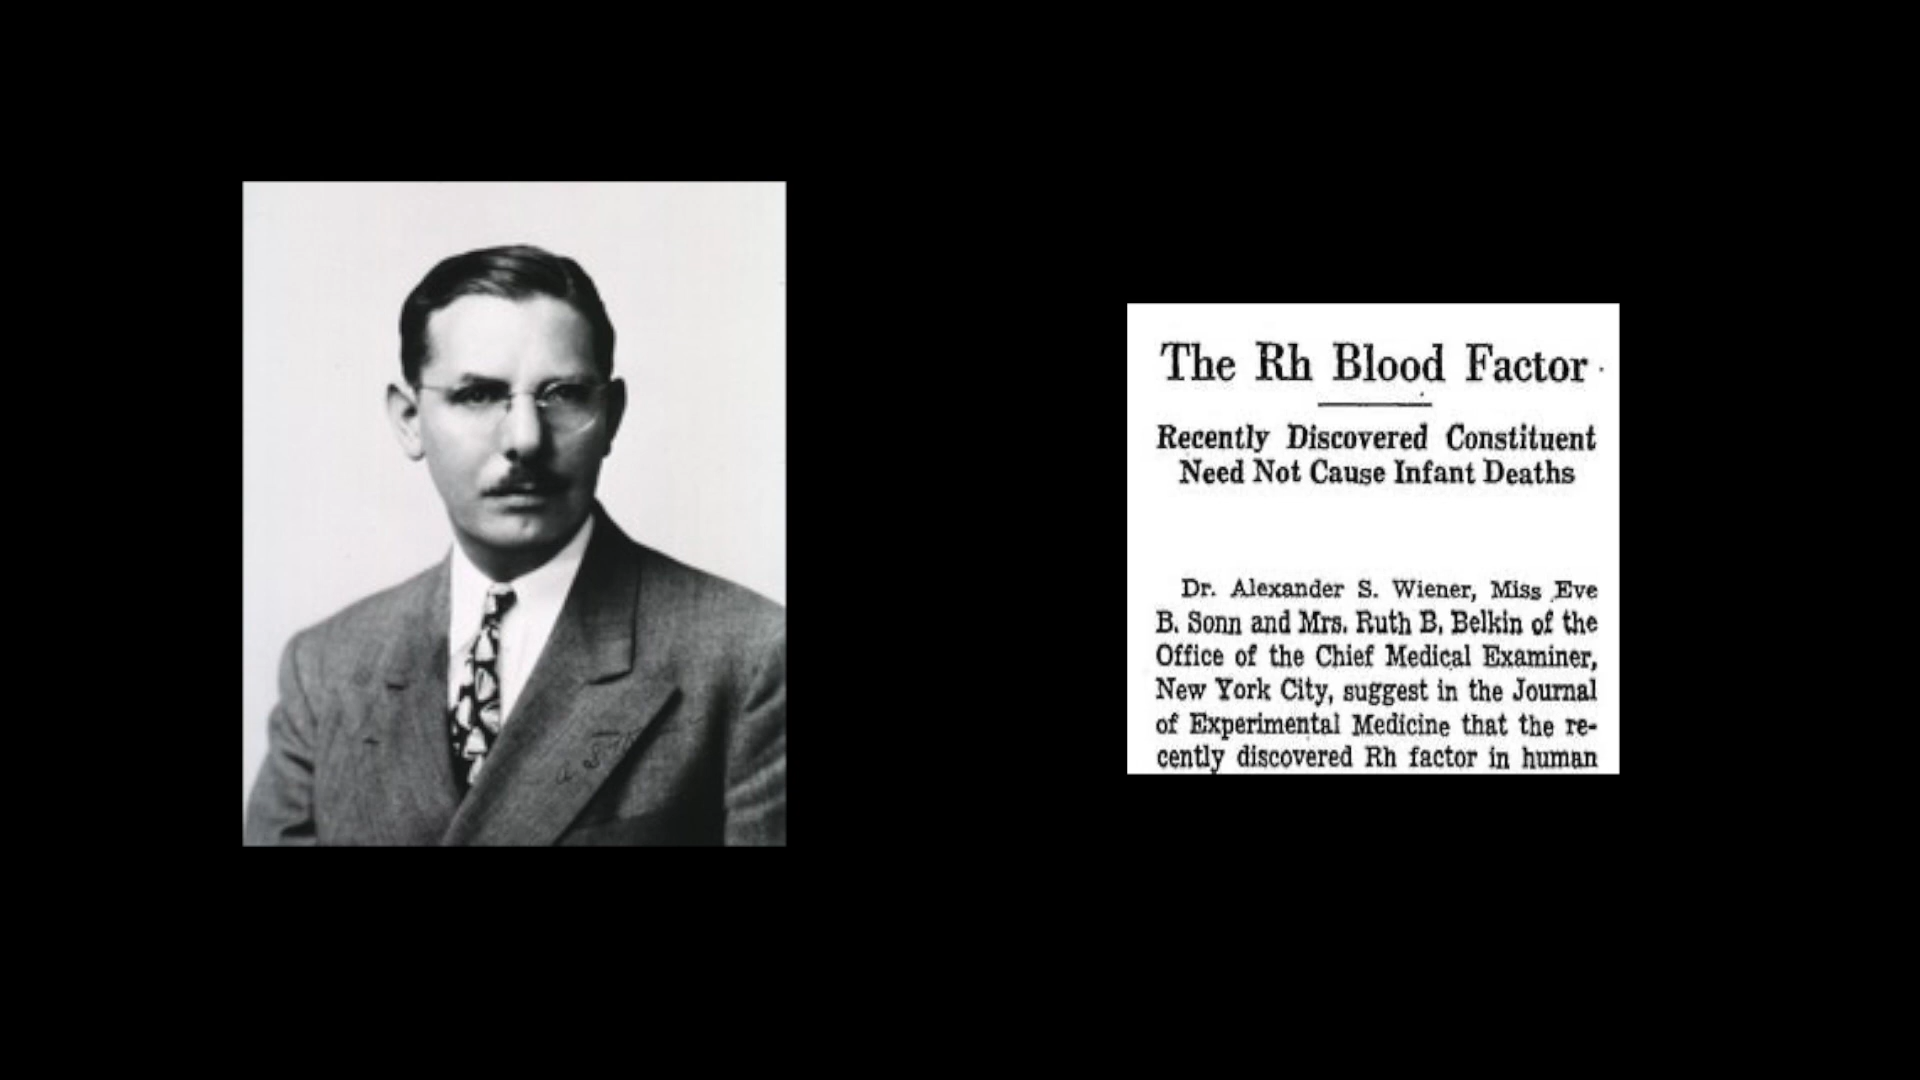 The Rh Blood Factor
Recently Discovered Constituent
Need Not Cause Infant Deaths
Dr. Alexander S. Wiener, Miss Eve
B. Sonn and Mrs. Ruth B. Belkin of the
Office of the Chief Medical Examiner,
New York City, suggest in the Journal
of Experimental Medicine that the re-
cently discovered Rh factor in human